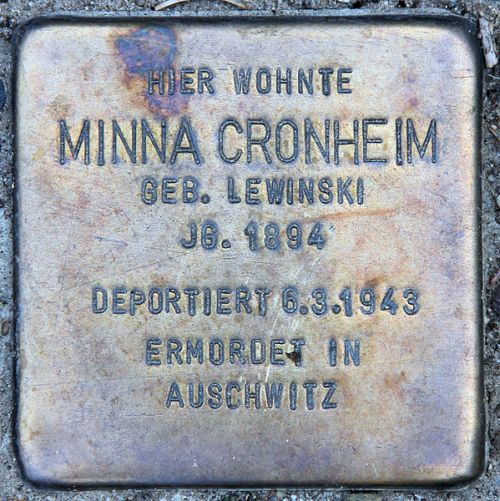 HIER WOHNTE
MINNA CRONHEIM
GEB. LEWINSKI
JG. 1894
DEPORTIERT 6.3.1943
ERMORDET IN
AUSCHWITZ